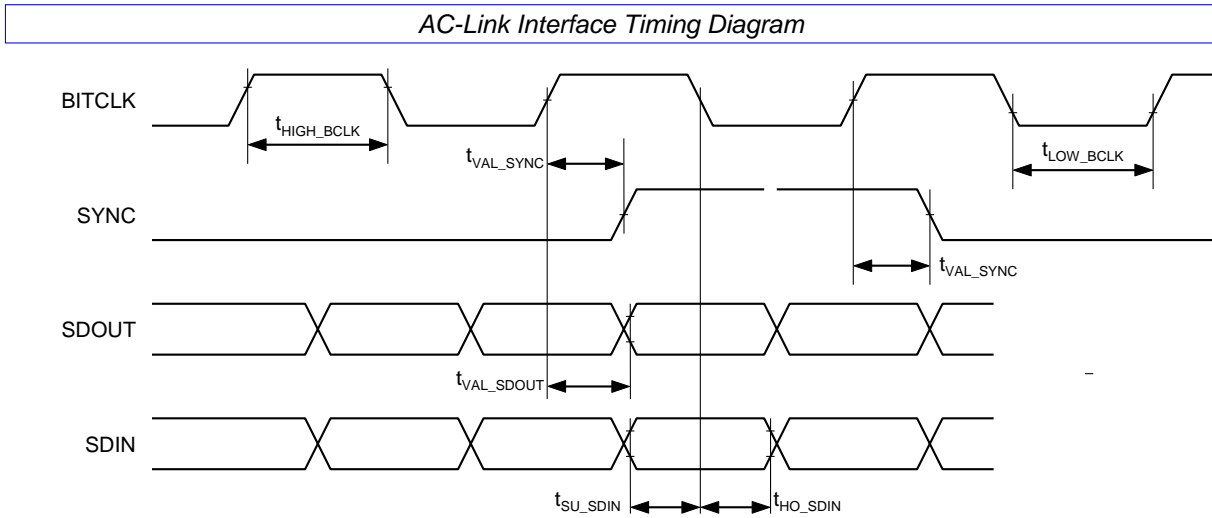 AC-Link Interface Timing Diagram
BITCLK
tHIGH_BCLK
tVAL_SYNC
tLOW_BCLK
SYNC
tVAL_SYNC
SDOUT
tVAL_SDOUT
SDIN
tSU_SDIN
tHO_SDIN